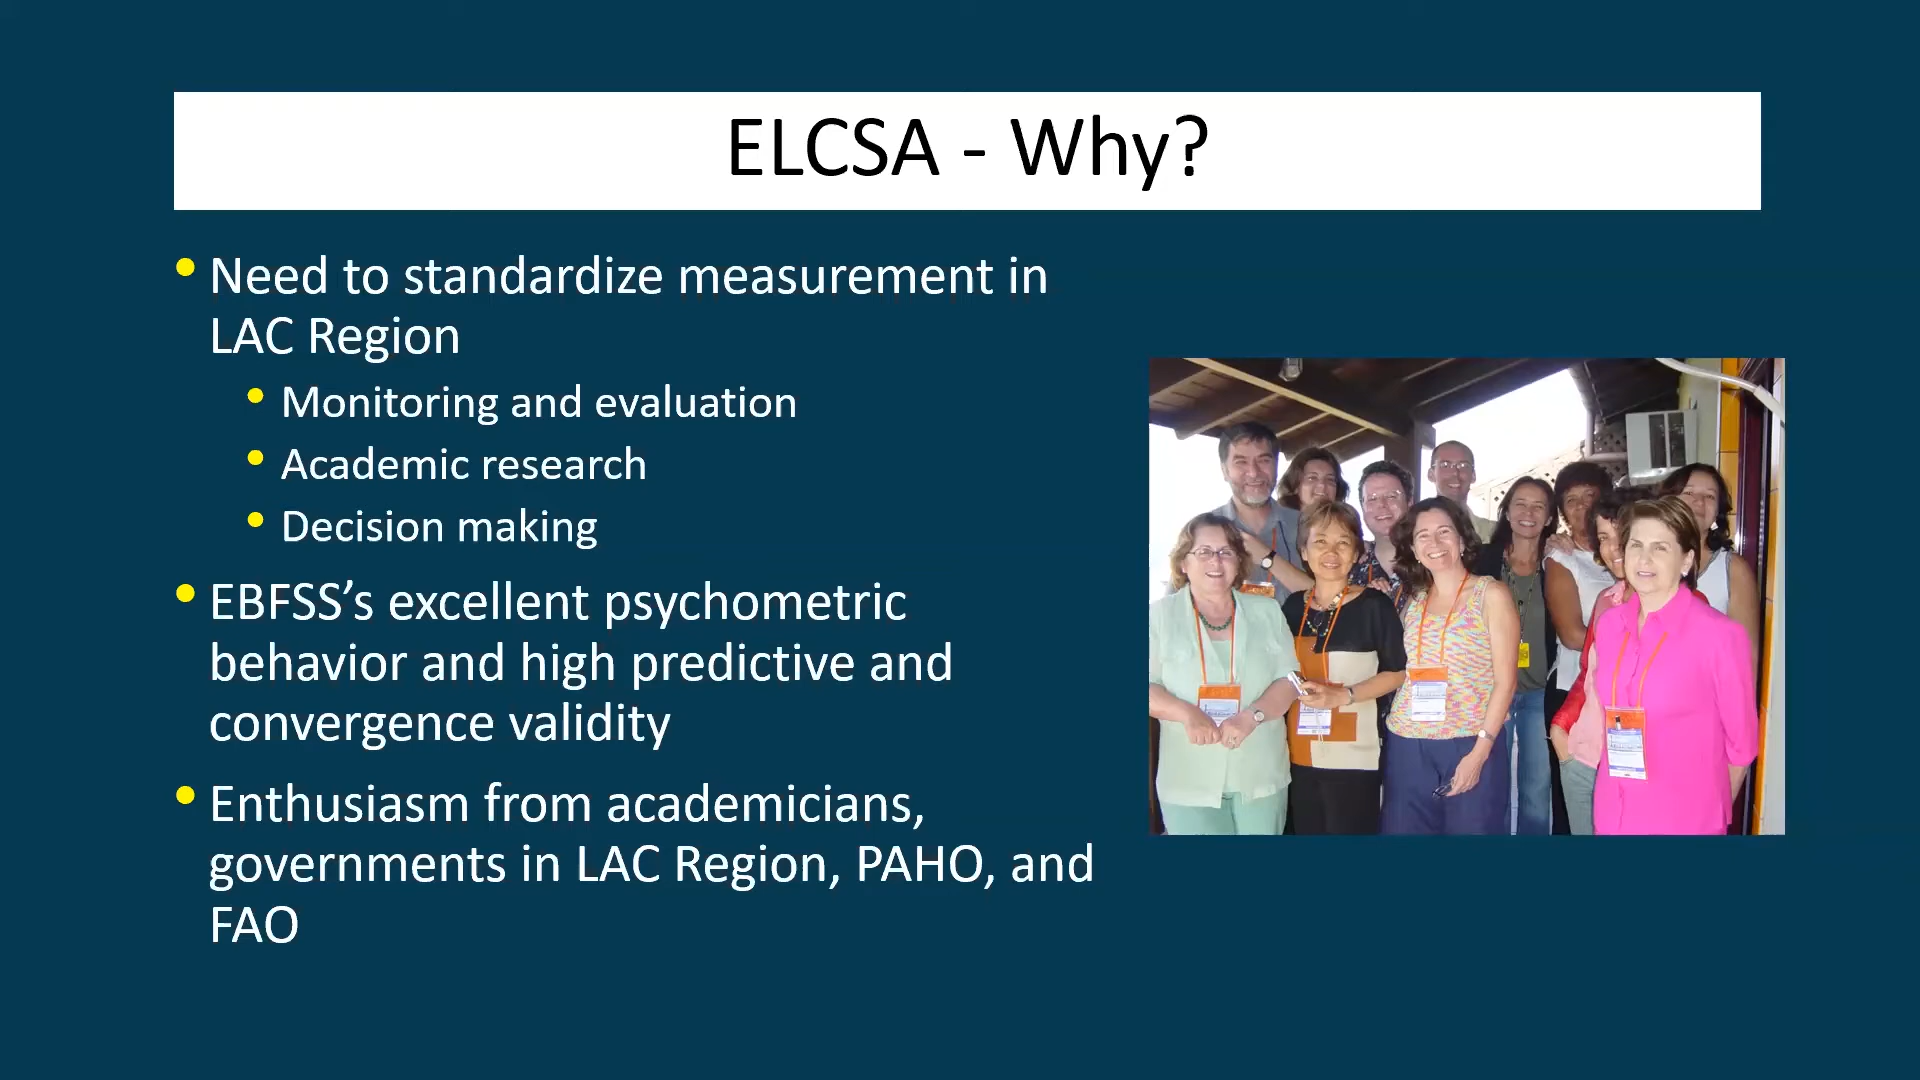 ELCSA - Why?
• Need to standardize measurement in
LAC Region
• Monitoring and evaluation
• Academic research
• Decision making
• EBFSS’s excellent psychometric
behavior and high predictive and
convergence validity
• Enthusiasm from academicians,
governments in LAC Region, PAHO, and
FAO